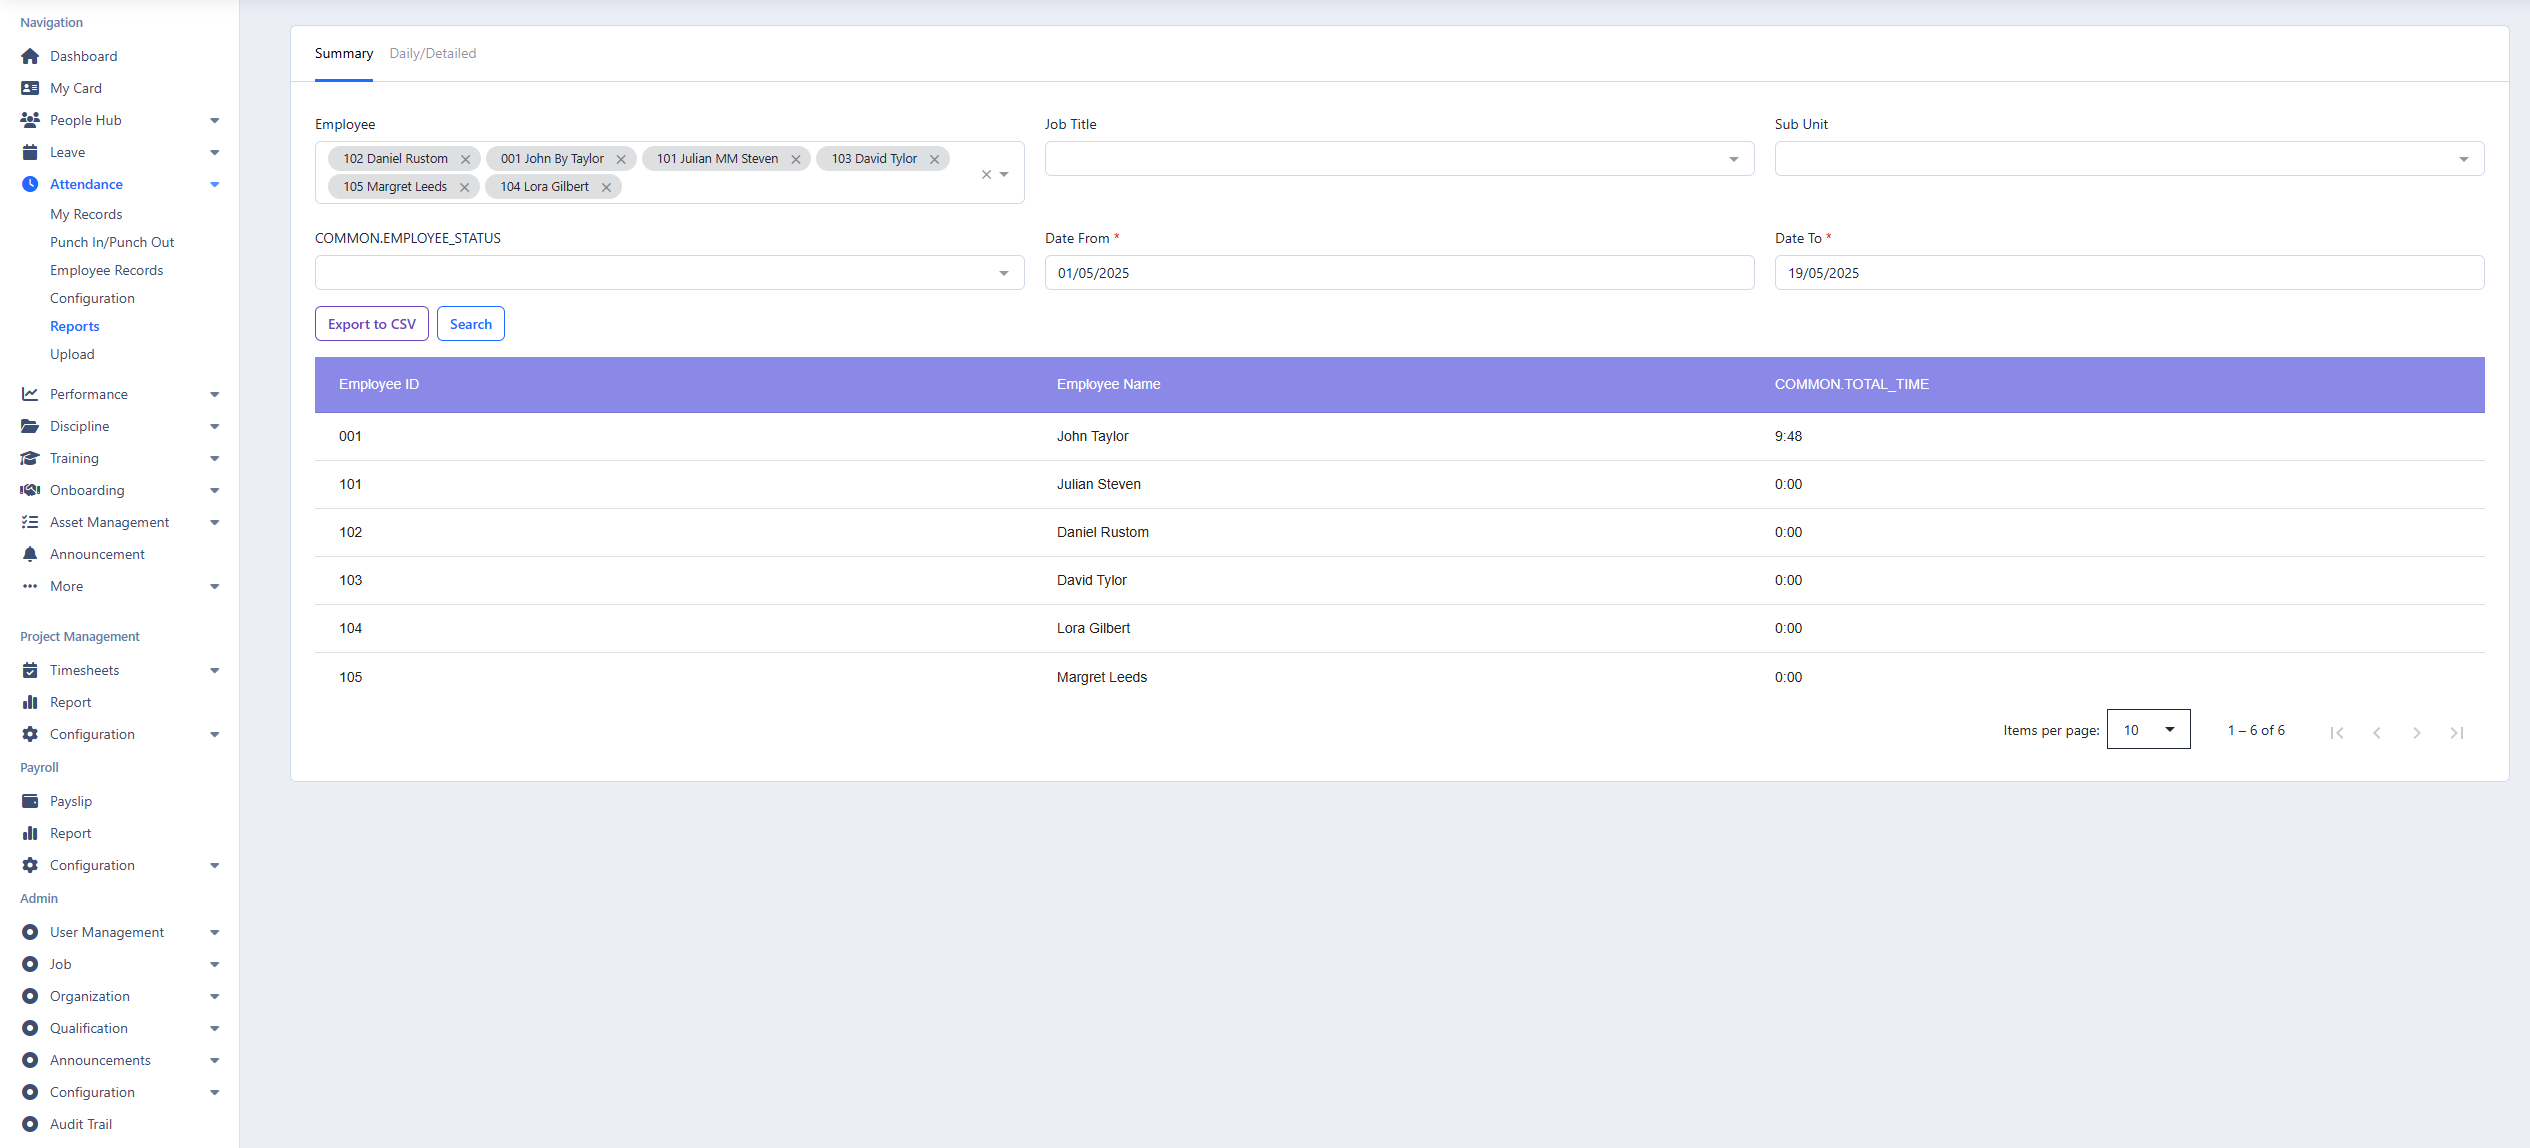 Navigation
Dashboard
My Card
People Hub
Leave
Attendance
My Records
Punch In/Punch Out
Employee Records
Configuration
Reports
Upload
Performance
Discipline
Training
Onboarding
Asset Management
Announcement
More
Project Management
Timesheets
Report
Configuration
Payroll
Payslip
Report
Configuration
Admin
User Management
Job
Organization
Qualification
Announcements
Configuration
Audit Trail
Summary Daily/Detailed
Employee Job Title Sub Unit
102 Daniel Rustom 001 John By Taylor 101 Julian MM Steven 103 David Tylor
105 Margret Leeds 104 Lora Gilbert
COMMON.EMPLOYEE_STATUS Date From * Date To *
01/05/2025 19/05/2025
Export to CSV Search
Employee ID Employee Name COMMON.TOTAL_TIME
001 John Taylor 9:48
101 Julian Steven 0:00
102 Daniel Rustom 0:00
103 David Tylor 0:00
104 Lora Gilbert 0:00
105 Margret Leeds 0:00
Items per page: 10 1 – 6 of 6